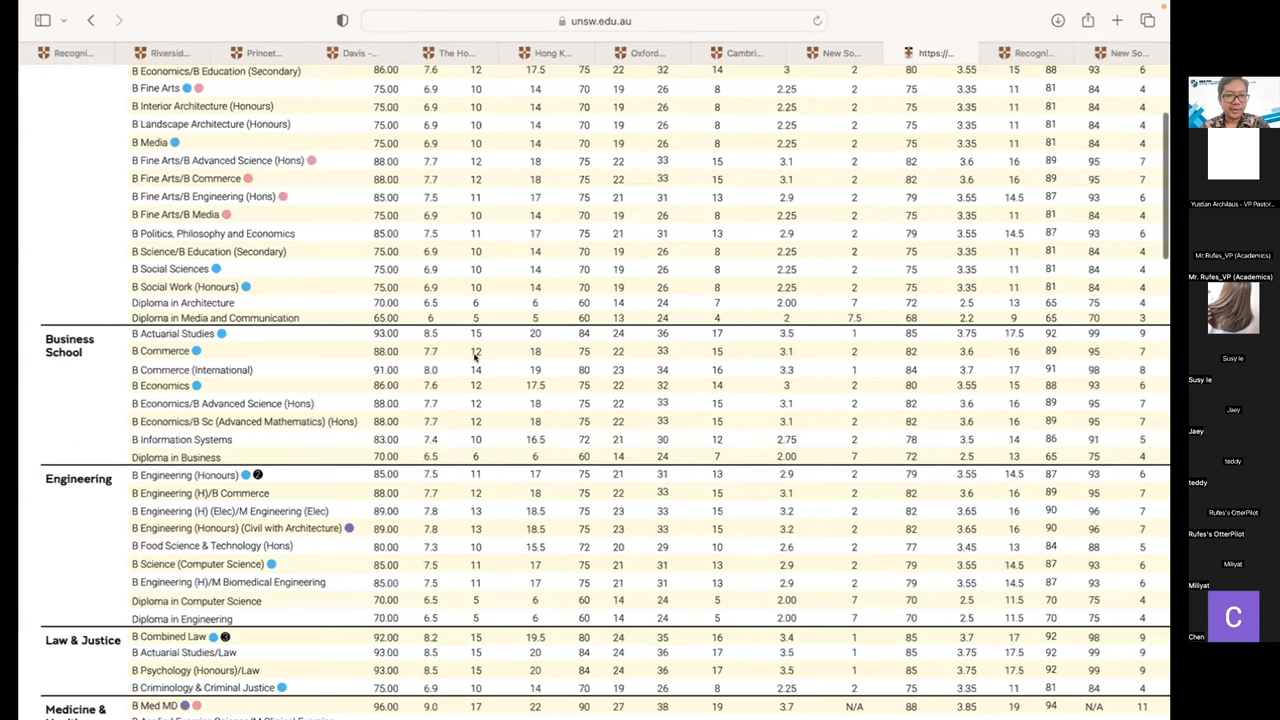 unsw.edu.au
Recogni...
Riversid...
Princet...
Davis -...
The Ho...
Hong K...
Oxford...
Cambri...
New So...
https://...
Recogni...
New So...
B Economics/B Education (Secondary) 86.00 7.6 12 17.5 75 22 32 14 3 2 80 3.55 15 88 93 6
B Fine Arts 75.00 6.9 10 14 70 19 26 8 2.25 2 75 3.35 11 81 84 4
B Interior Architecture (Honours) 75.00 6.9 10 14 70 19 26 8 2.25 2 75 3.35 11 81 84 4
B Landscape Architecture (Honours) 75.00 6.9 10 14 70 19 26 8 2.25 2 75 3.35 11 81 84 4
B Media 75.00 6.9 10 14 70 19 26 8 2.25 2 75 3.35 11 81 84 4
B Fine Arts/B Advanced Science (Hons) 88.00 7.7 12 18 75 22 33 15 3.1 2 82 3.6 16 89 95 7
B Fine Arts/B Commerce 88.00 7.7 12 18 75 22 33 15 3.1 2 82 3.6 16 89 95 7
B Fine Arts/B Engineering (Hons) 85.00 7.5 11 17 75 21 31 13 2.9 2 79 3.55 14.5 87 93 6
B Fine Arts/B Media 75.00 6.9 10 14 70 19 26 8 2.25 2 75 3.35 11 81 84 4
B Politics, Philosophy and Economics 85.00 7.5 11 17 75 21 31 13 2.9 2 79 3.55 14.5 87 93 6
B Science/B Education (Secondary) 75.00 6.9 10 14 70 19 26 8 2.25 2 75 3.35 11 81 84 4
B Social Sciences 75.00 6.9 10 14 70 19 26 8 2.25 2 75 3.35 11 81 84 4
B Social Work (Honours) 75.00 6.9 10 14 70 19 26 8 2.25 2 75 3.35 11 81 84 4
Diploma in Architecture 70.00 6.5 6 6 60 14 24 7 2.00 7 72 2.5 13 65 75 4
Diploma in Media and Communication 65.00 6 5 5 60 13 24 4 2 7.5 68 2.2 9 65 70 3
Business School
B Actuarial Studies 93.00 8.5 15 20 84 24 36 17 3.5 1 85 3.75 17.5 92 99 9
B Commerce 88.00 7.7 12 18 75 22 33 15 3.1 2 82 3.6 16 89 95 7
B Commerce (International) 91.00 8.0 14 19 80 23 34 16 3.3 1 84 3.7 17 91 98 8
B Economics 86.00 7.6 12 17.5 75 22 32 14 3 2 80 3.55 15 88 93 6
B Economics/B Advanced Science (Hons) 88.00 7.7 12 18 75 22 33 15 3.1 2 82 3.6 16 89 95 7
B Economics/B Sc (Advanced Mathematics) (Hons) 88.00 7.7 12 18 75 22 33 15 3.1 2 82 3.6 16 89 95 7
B Information Systems 83.00 7.4 10 16.5 72 21 30 12 2.75 2 78 3.5 14 86 91 5
Diploma in Business 70.00 6.5 6 6 60 14 24 7 2.00 7 72 2.5 13 65 75 4
Engineering
B Engineering (Honours) 2 85.00 7.5 11 17 75 21 31 13 2.9 2 79 3.55 14.5 87 93 6
B Engineering (H)/B Commerce 88.00 7.7 12 18 75 22 33 15 3.1 2 82 3.6 16 89 95 7
B Engineering (H) (Elec)/M Engineering (Elec) 89.00 7.8 13 18.5 75 23 33 15 3.2 2 82 3.65 16 90 96 7
B Engineering (Honours) (Civil with Architecture) 89.00 7.8 13 18.5 75 23 33 15 3.2 2 82 3.65 16 90 96 7
B Food Science & Technology (Hons) 80.00 7.3 10 15.5 72 20 29 10 2.6 2 77 3.45 13 84 88 5
B Science (Computer Science) 85.00 7.5 11 17 75 21 31 13 2.9 2 79 3.55 14.5 87 93 6
B Engineering (H)/M Biomedical Engineering 85.00 7.5 11 17 75 21 31 13 2.9 2 79 3.55 14.5 87 93 6
Diploma in Computer Science 70.00 6.5 5 6 60 14 24 5 2.00 7 70 2.5 11.5 70 75 4
Diploma in Engineering 70.00 6.5 5 6 60 14 24 5 2.00 7 70 2.5 11.5 70 75 4
Law & Justice
B Combined Law 3 92.00 8.2 15 19.5 80 24 35 16 3.4 1 85 3.7 17 92 98 9
B Actuarial Studies/Law 93.00 8.5 15 20 84 24 36 17 3.5 1 85 3.75 17.5 92 99 9
B Psychology (Honours)/Law 93.00 8.5 15 20 84 24 36 17 3.5 1 85 3.75 17.5 92 99 9
B Criminology & Criminal Justice 75.00 6.9 10 14 70 19 26 8 2.25 2 75 3.35 11 81 84 4
Medicine &
B Med MD 96.00 9.0 17 22 90 27 38 19 3.7 N/A 88 3.85 19 94 N/A 11
Yustian Archilaus - VP Pastor...
Mr. Rufes_VP (Academics)
Mr. Rufes_VP (Academics)
Susy Ie
Susy Ie
Jaey
Jaey
teddy
teddy
Rufes's OtterPilot
Rufes's OtterPilot
Miliyat
Miliyat
C
Chen